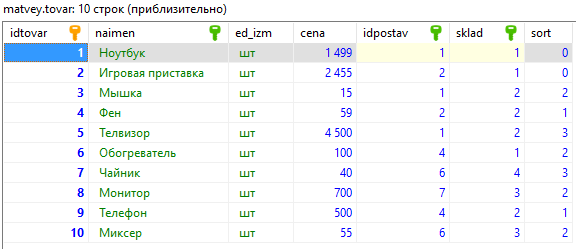 matvey.tovar: 10 строк (приблизительно)
idtovar naimen ed_izm cena idpostav sklad sort
1 Ноутбук шт 1 499 1 1 0
2 Игровая приставка шт 2 455 2 1 0
3 Мышка шт 15 1 2 2
4 Фен шт 59 2 2 1
5 Телвизор шт 4 500 1 2 3
6 Обогреватель шт 100 4 1 2
7 Чайник шт 40 6 4 3
8 Монитор шт 700 7 3 2
9 Телефон шт 500 4 2 1
10 Миксер шт 55 6 3 2